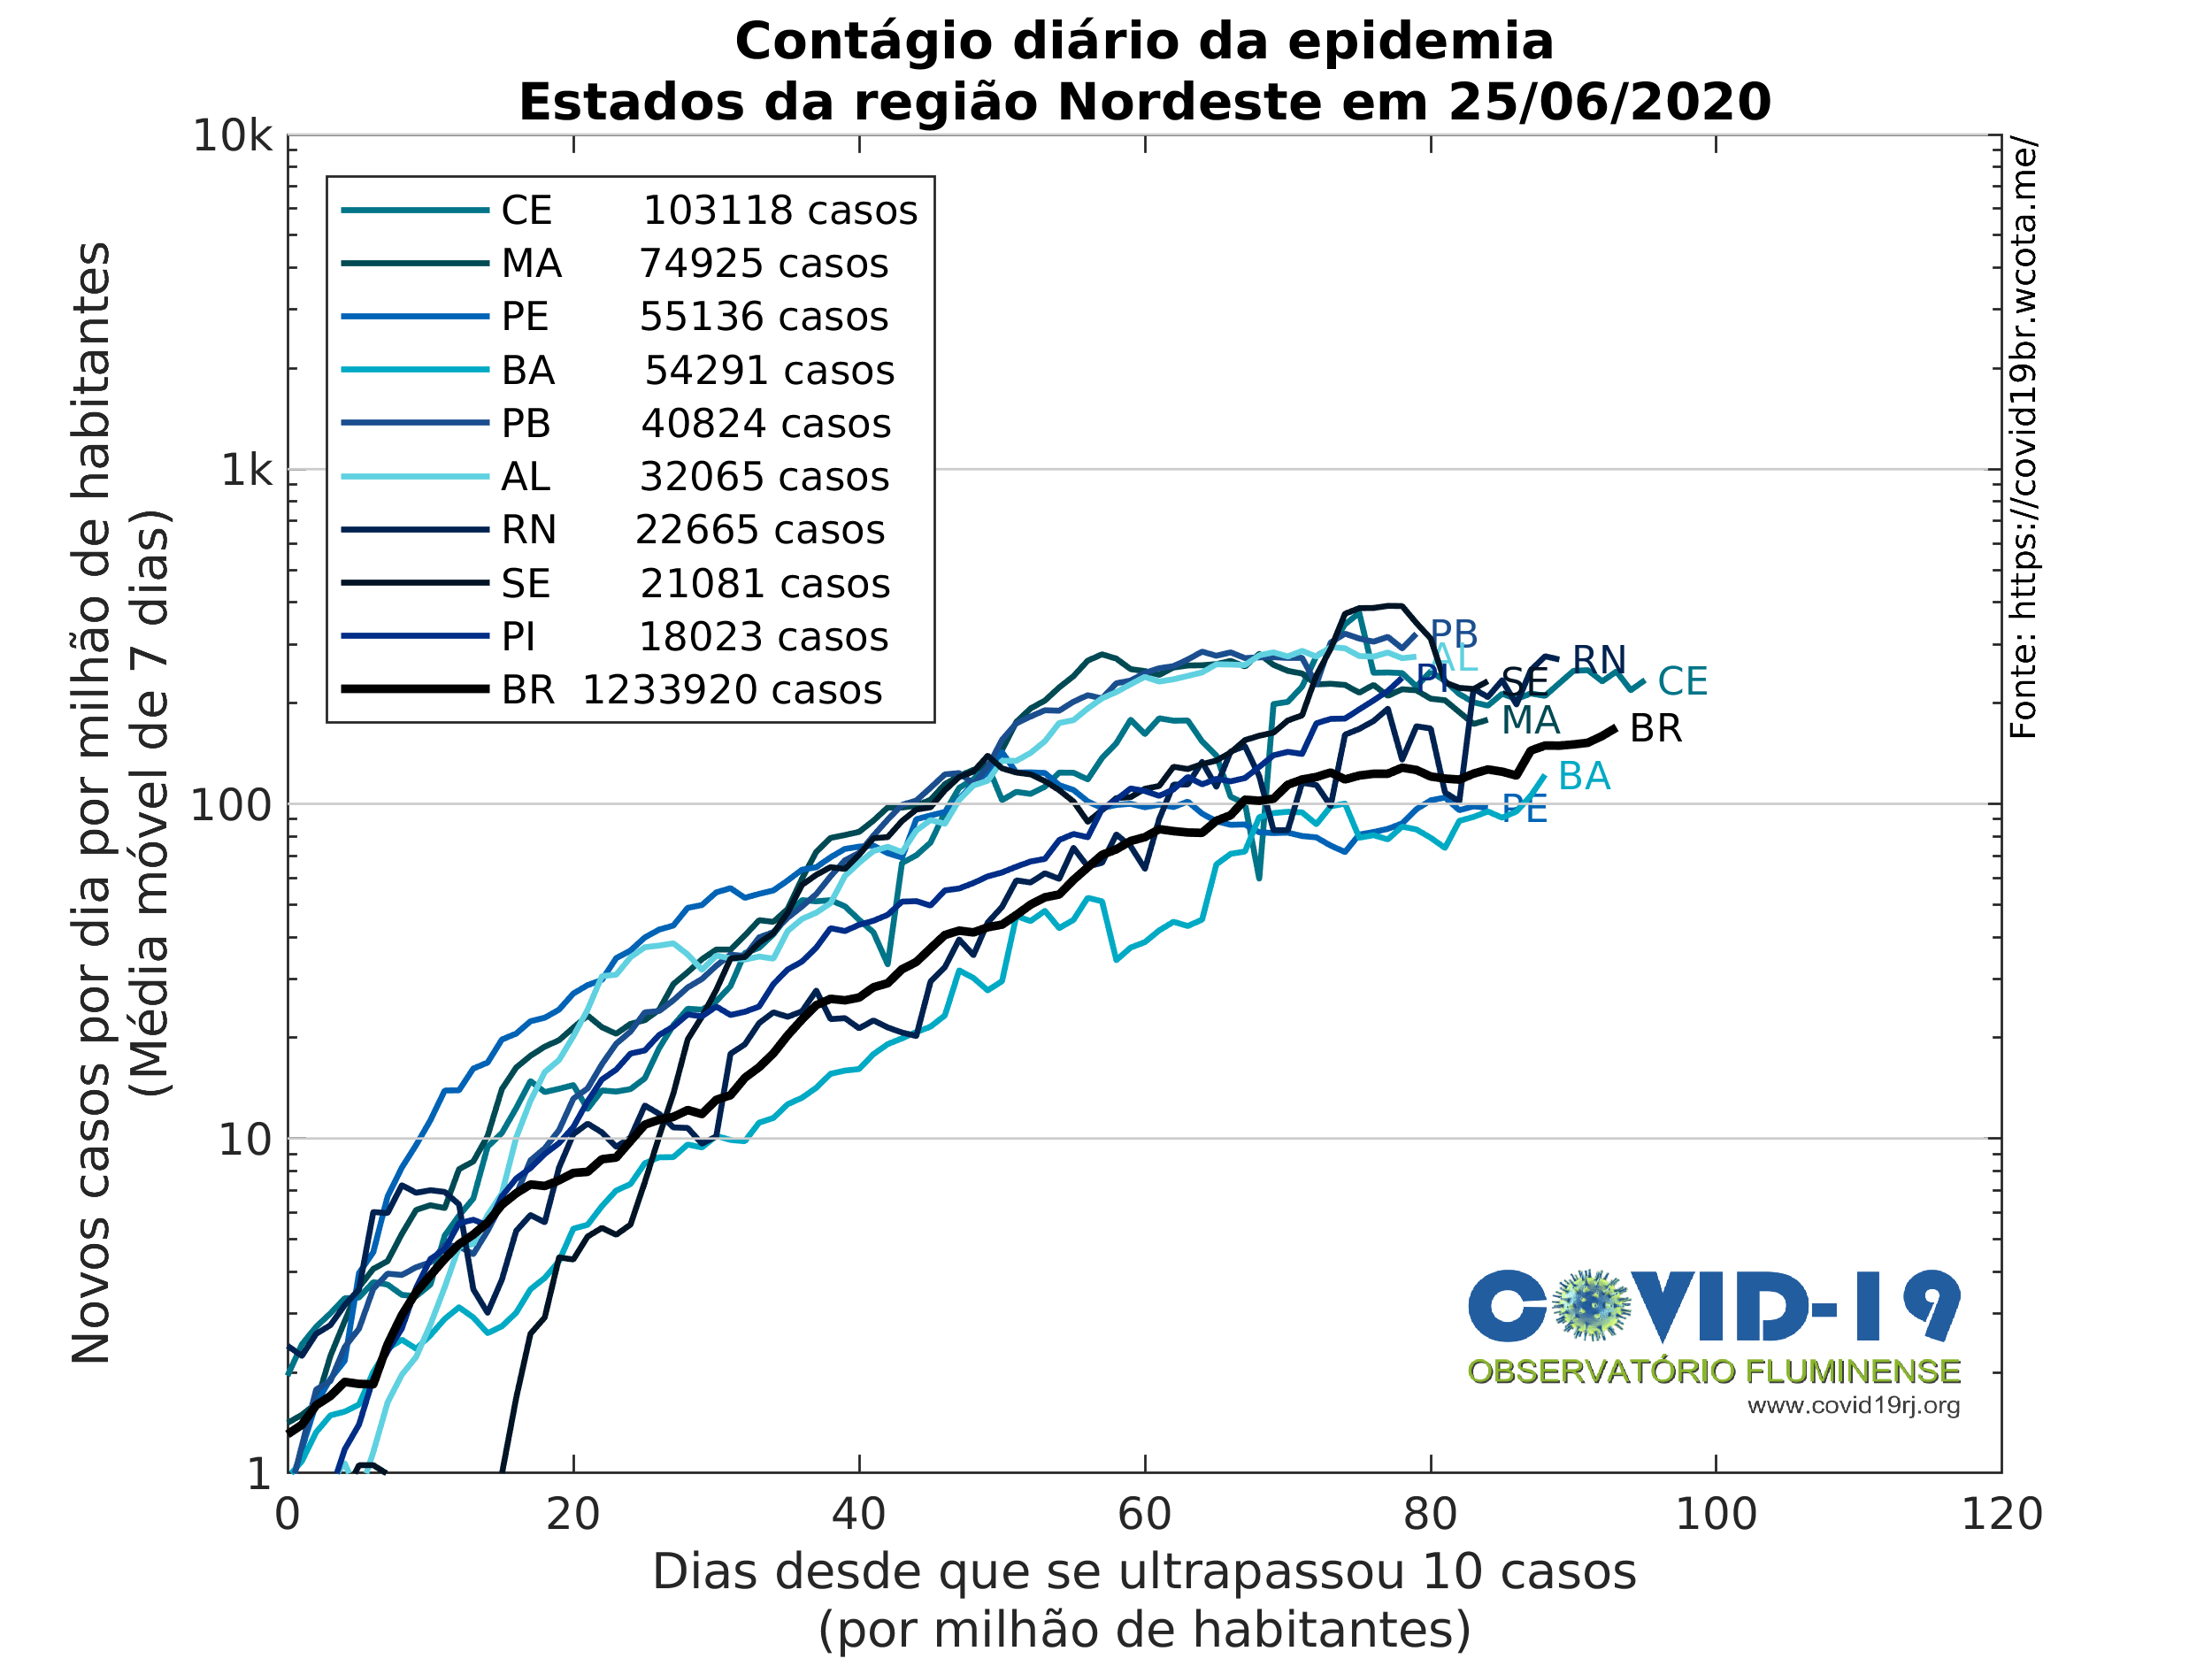 Contágio diário da epidemia
Estados da região Nordeste em 25/06/2020
Novos casos por dia por milhão de habitantes
(Média móvel de 7 dias)
10k
1k
100
10
1
CE 103118 casos
MA 74925 casos
PE 55136 casos
BA 54291 casos
PB 40824 casos
AL 32065 casos
RN 22665 casos
SE 21081 casos
PI 18023 casos
BR 1233920 casos
PB
AL
RN
PI
SE
CE
MA
BR
BA
PE
Fonte: https://covid19br.wcota.me/
COVID-19
OBSERVATÓRIO FLUMINENSE
www.covid19rj.org
0 20 40 60 80 100 120
Dias desde que se ultrapassou 10 casos
(por milhão de habitantes)